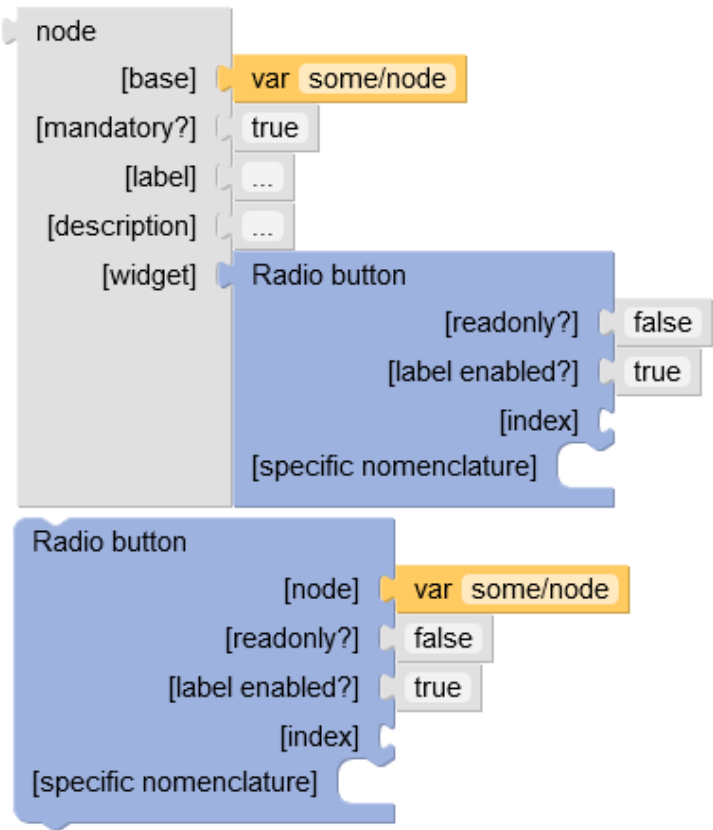 node
[base] var some/node
[mandatory?] true
[label] ...
[description] ...
[widget] Radio button
[readonly?] false
[label enabled?] true
[index]
[specific nomenclature]
Radio button
[node] var some/node
[readonly?] false
[label enabled?] true
[index]
[specific nomenclature]